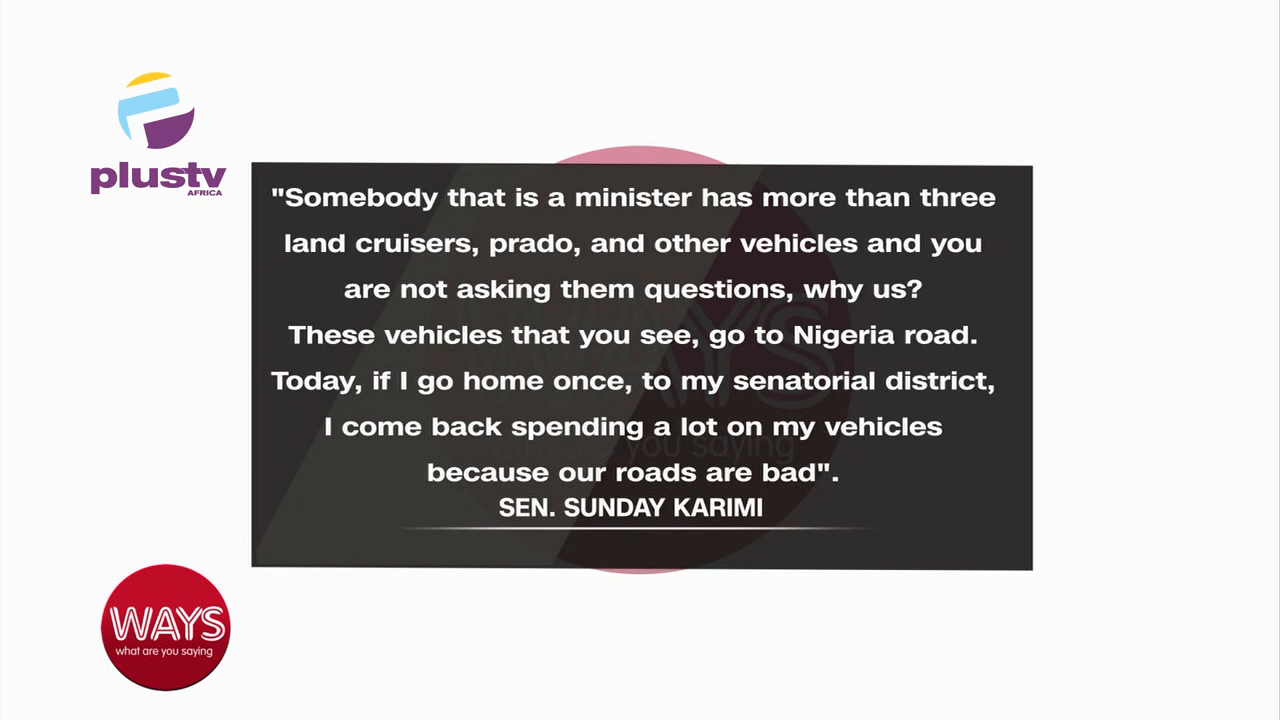 plustv
AFRICA
"Somebody that is a minister has more than three
land cruisers, prado, and other vehicles and you
are not asking them questions, why us?
These vehicles that you see, go to Nigeria road.
Today, if I go home once, to my senatorial district,
I come back spending a lot on my vehicles
because our roads are bad".
SEN. SUNDAY KARIMI
WAYS
what are you saying